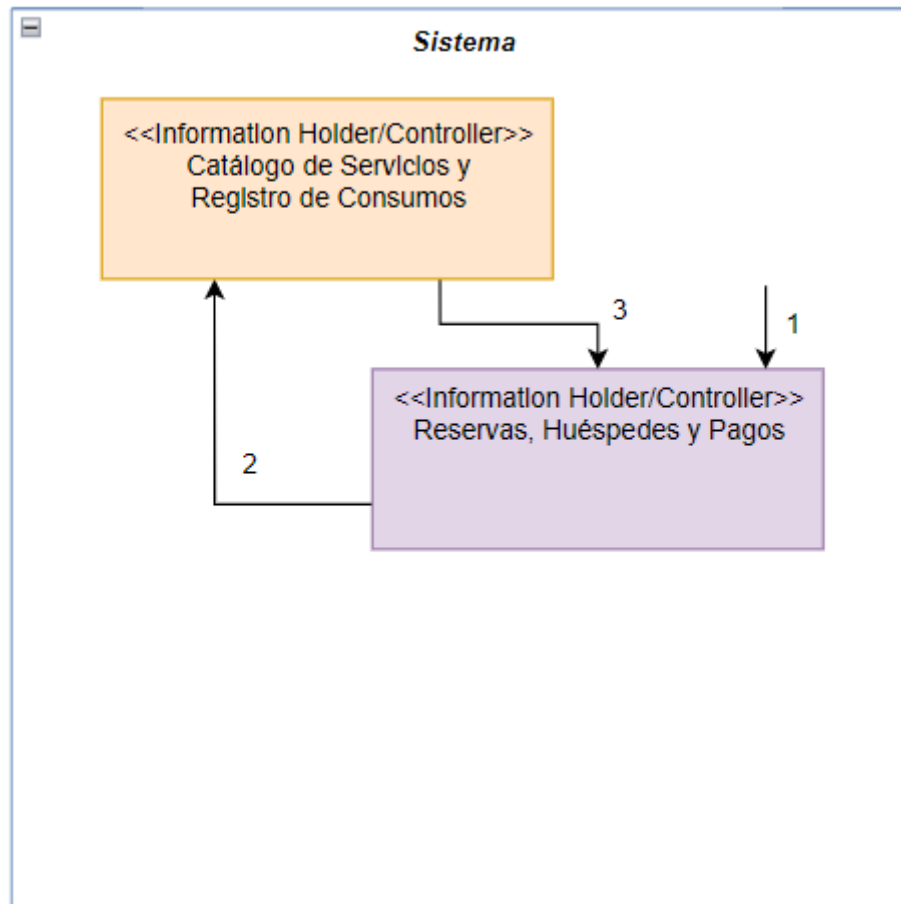 Sistema
<<Information Holder/Controller>>
Catálogo de Servicios y
Registro de Consumos
3
1
<<Information Holder/Controller>>
Reservas, Huéspedes y Pagos
2